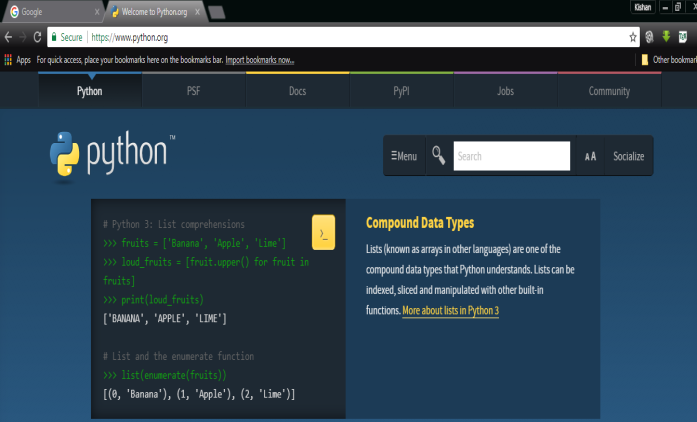 Google
Welcome to Python.org
Kishan
Secure
https://www.python.org
Apps
For quick access, place your bookmarks here on the bookmarks bar. Import bookmarks now...
Other bookmark
Python
PSF
Docs
PyPI
Jobs
Community
python™
Menu
Search
A A
Socialize
# Python 3: List comprehensions
>>> fruits = ['Banana', 'Apple', 'Lime']
>>> loud_fruits = [fruit.upper() for fruit in
fruits]
>>> print(loud_fruits)
['BANANA', 'APPLE', 'LIME']
# List and the enumerate function
>>> list(enumerate(fruits))
[(0, 'Banana'), (1, 'Apple'), (2, 'Lime')]
>_
Compound Data Types
Lists (known as arrays in other languages) are one of the
compound data types that Python understands. Lists can be
indexed, sliced and manipulated with other built-in
functions. More about lists in Python 3